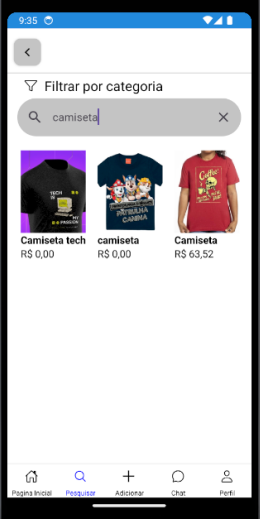 9:35
Filtrar por categoria
camiseta
TECH
IS
MY
PASSION
PATRULHA
CANINA
Coffee
Camiseta tech camiseta Camiseta
R$ 0,00 R$ 0,00 R$ 63,52
Pagina Inicial Pesquisar Adicionar Chat Perfil